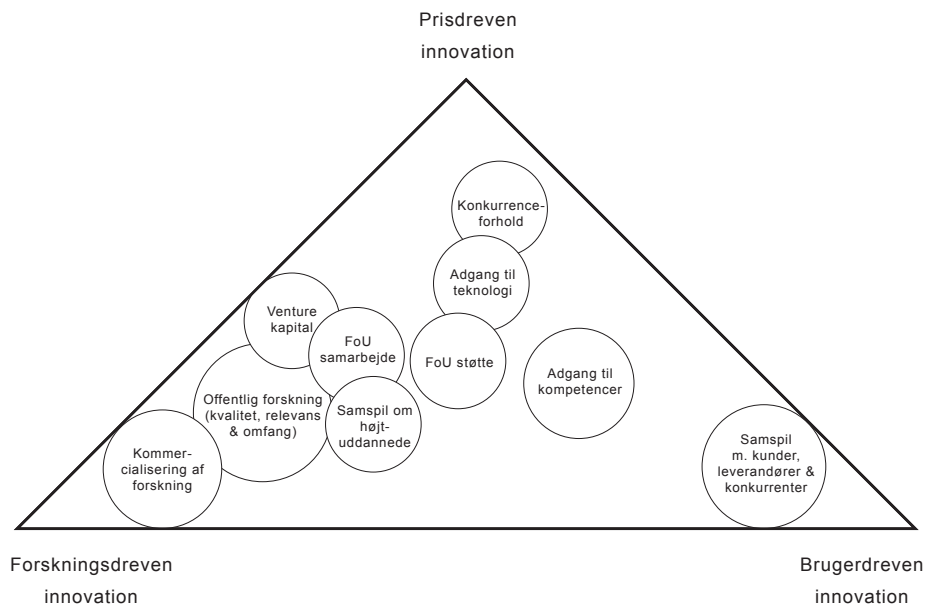 Prisdreven
innovation
Konkurrence-
forhold
Adgang til
teknologi
Venture
kapital
FoU
samarbejde
FoU støtte
Adgang til
kompetencer
Offentlig forskning
(kvalitet, relevans
& omfang)
Samspil om
højt-
uddannede
Kommer-
cialisering af
forskning
Samspil
m. kunder,
leverandører &
konkurrenter
Forskningsdreven
innovation
Brugerdreven
innovation